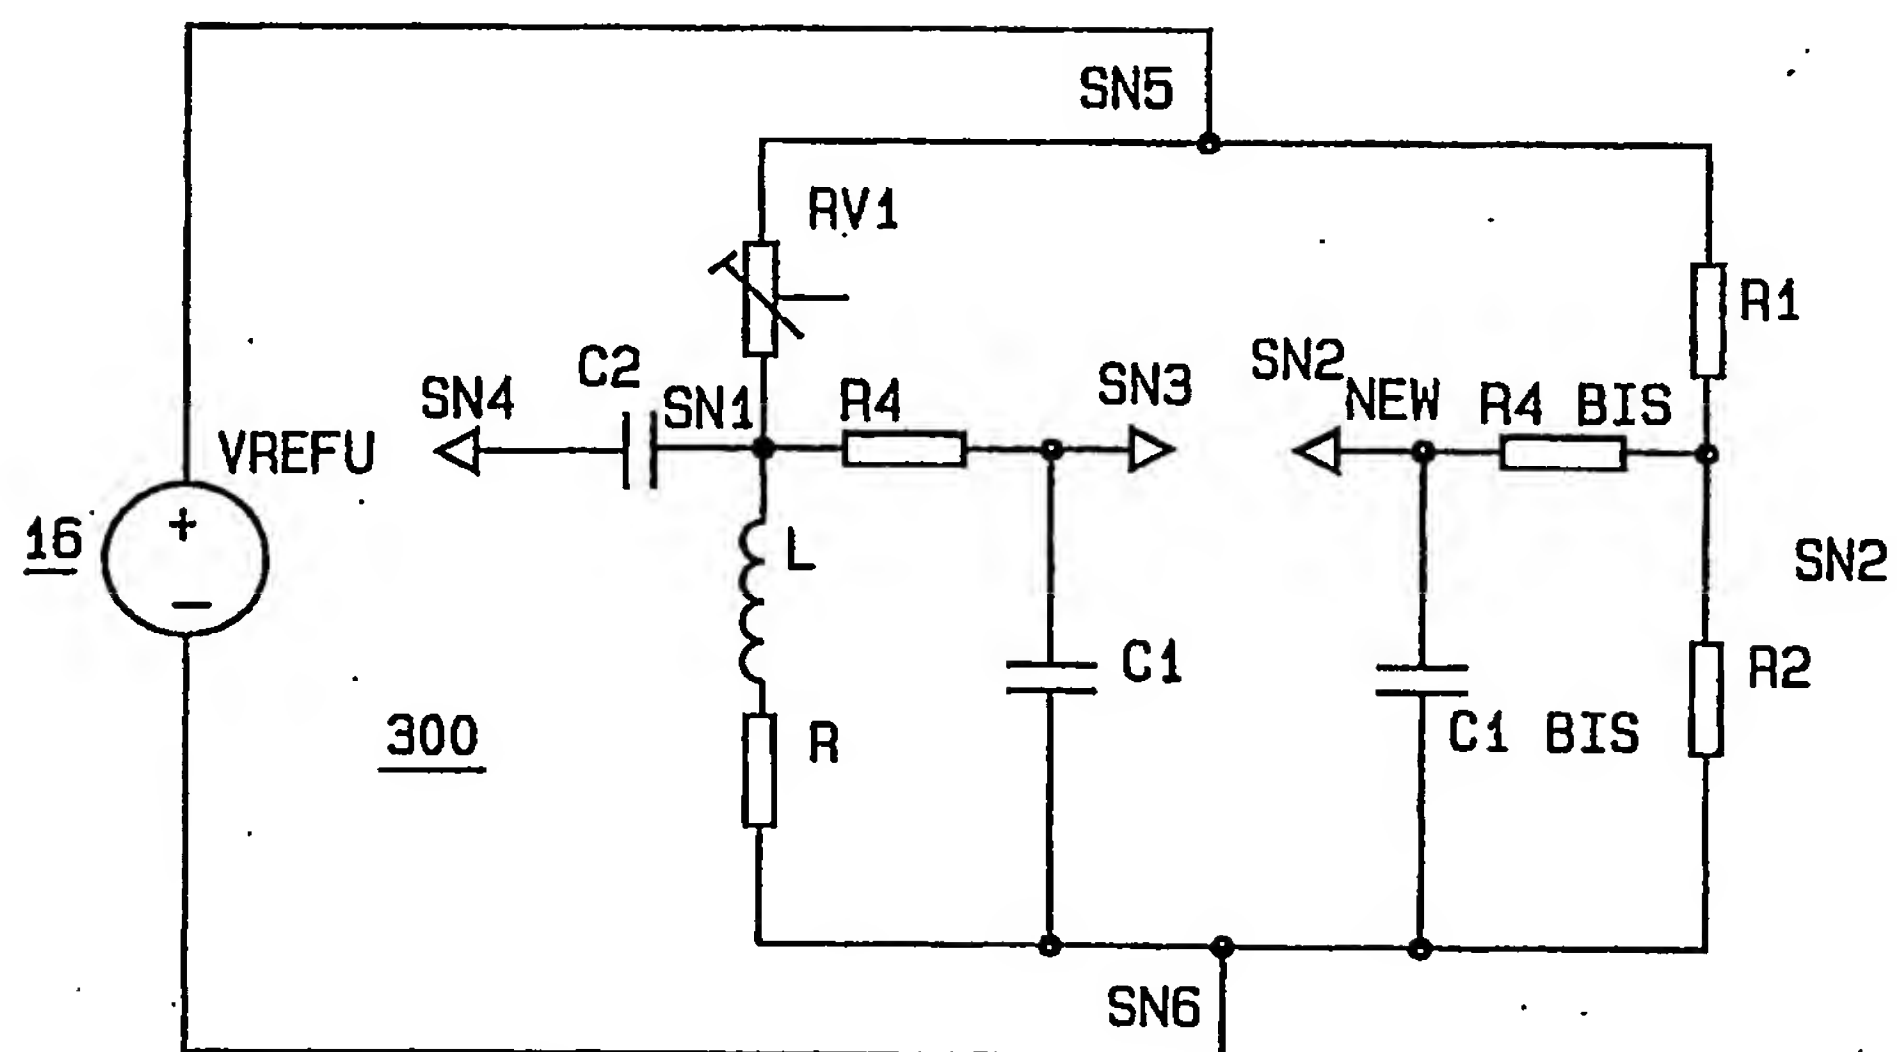 SN5
RV1
R1
C2
SN4
SN1
R4
SN3
SN2
NEW
R4 BIS
VREFU
16
L
SN2
C1
R2
300
R
C1 BIS
SN6